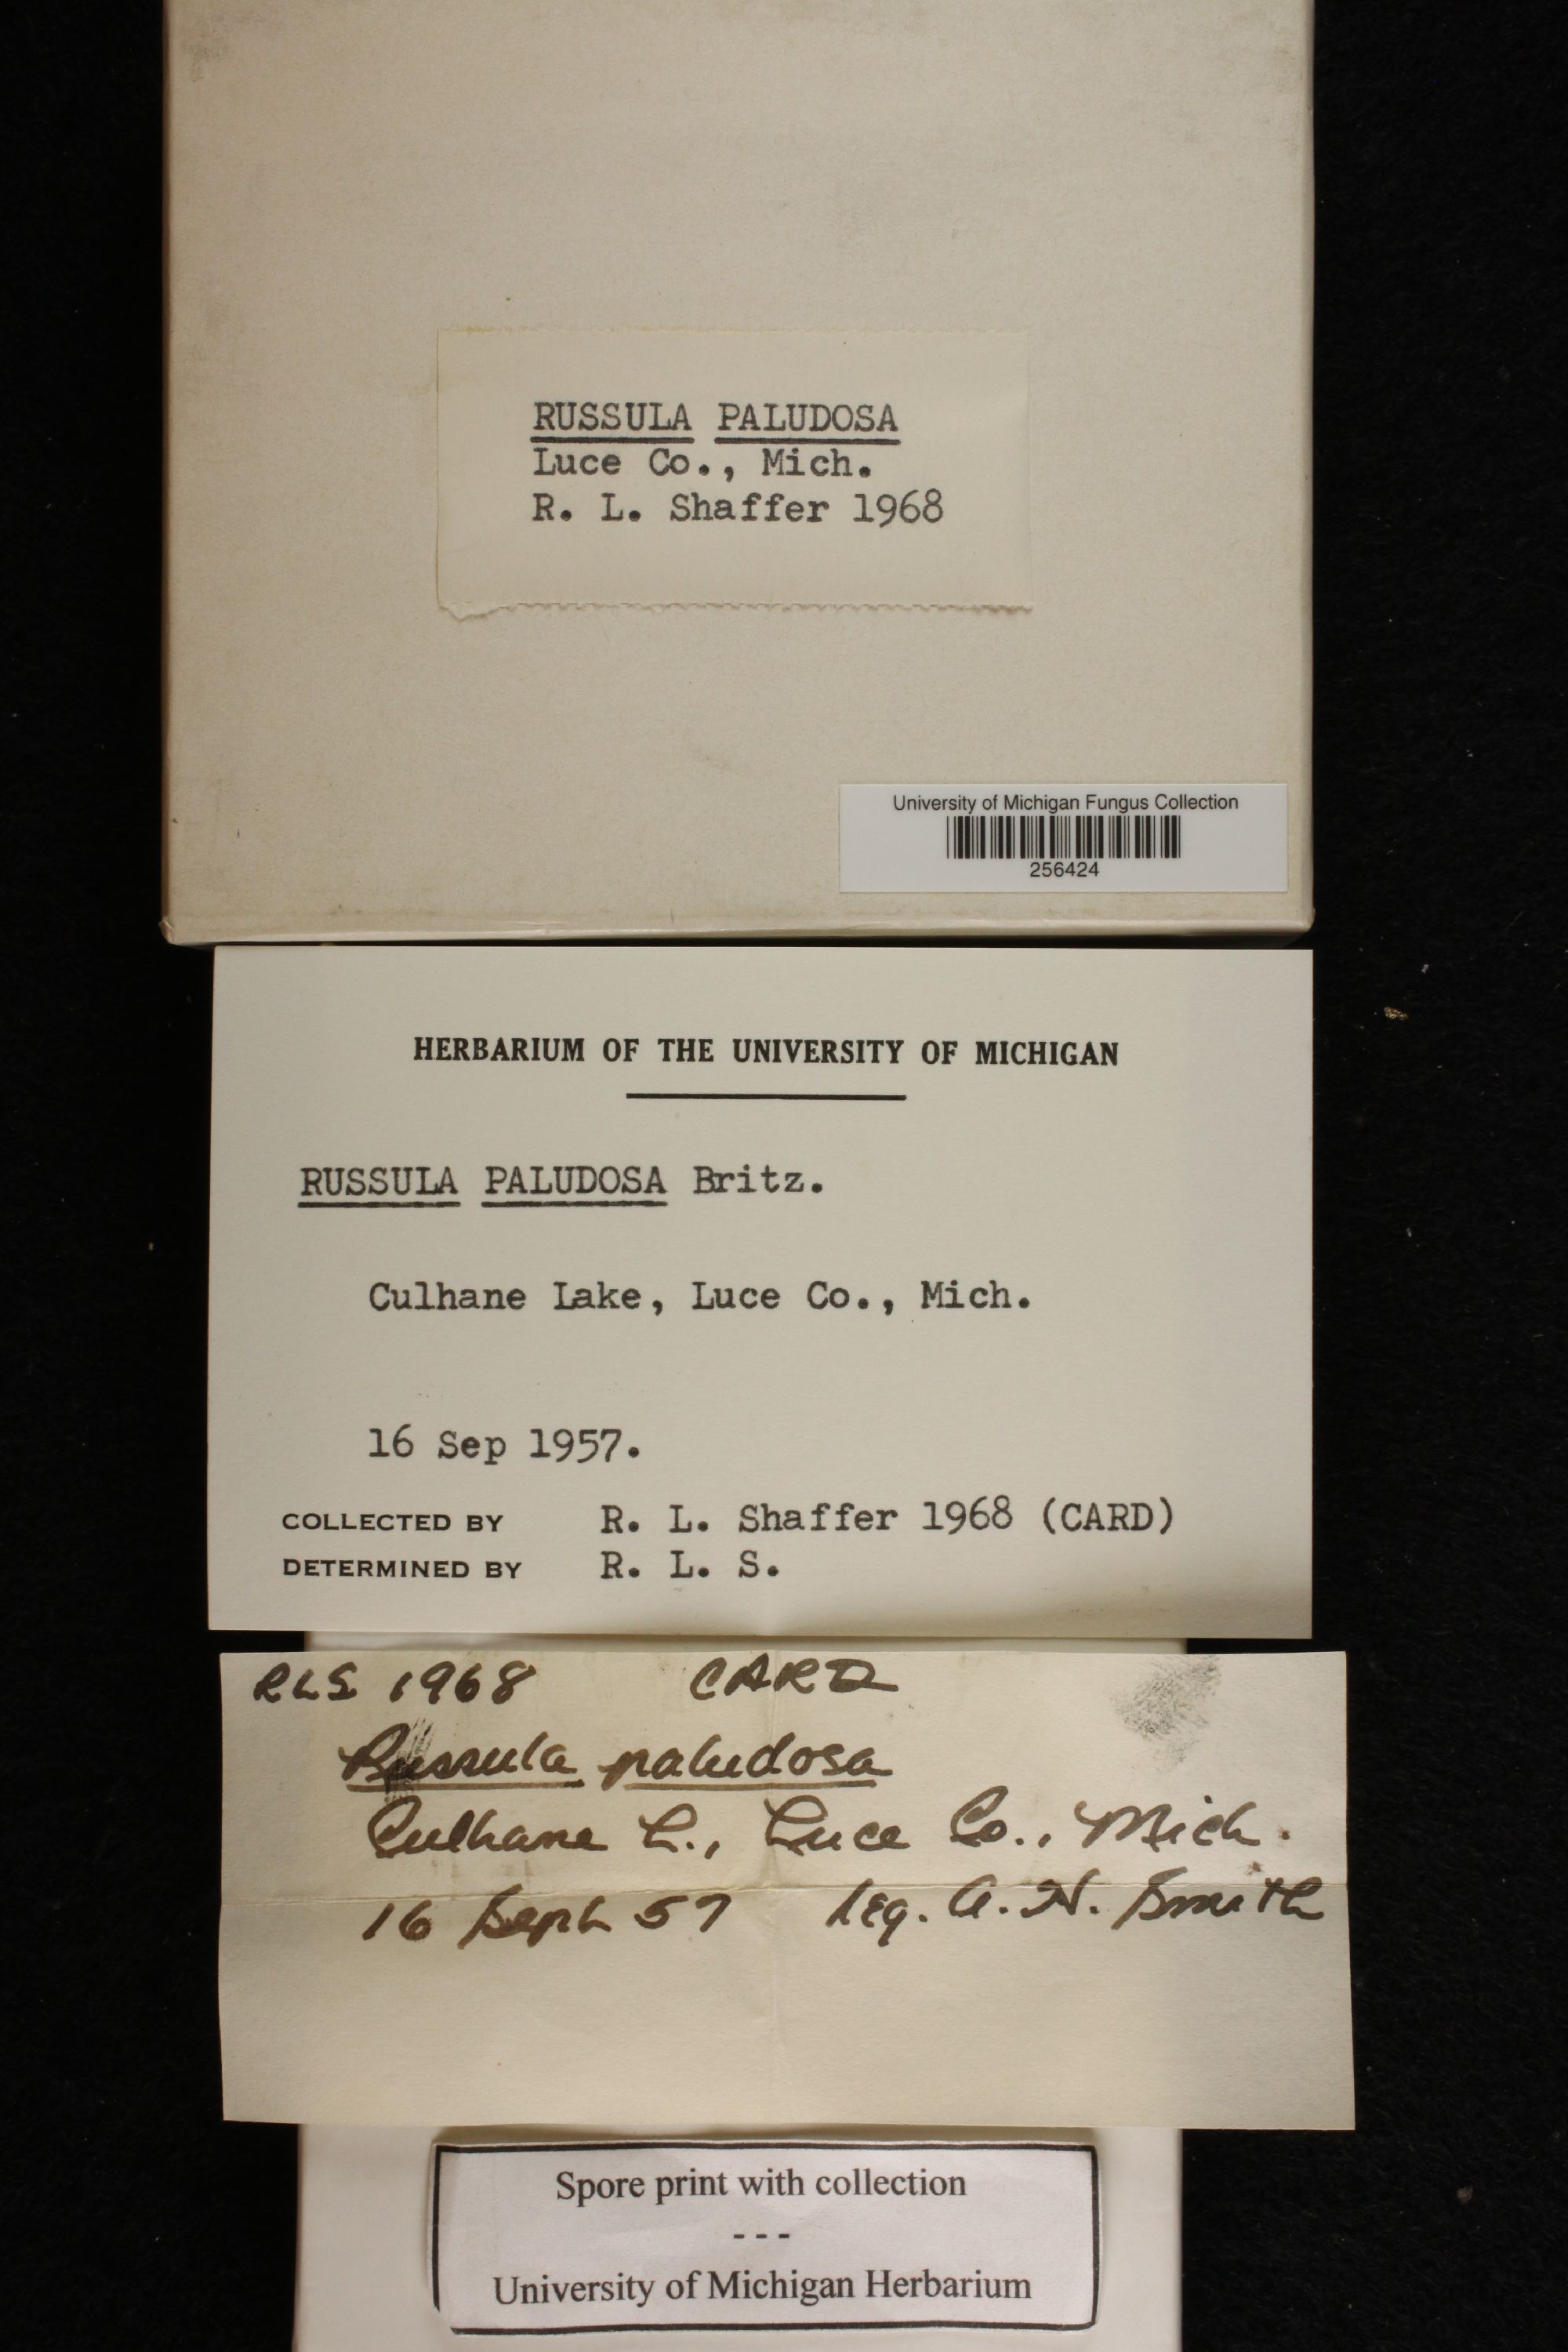 RUSSULA PALUDOSA
Luce Co., Mich.
R. L. Shaffer 1968
University of Michigan Fungus Collection
256424
HERBARIUM OF THE UNIVERSITY OF MICHIGAN
RUSSULA PALUDOSA Britz.
Culhane Lake, Luce Co., Mich.
16 Sep 1957.
COLLECTED BY R. L. Shaffer 1968 (CARD)
DETERMINED BY R. L. S.
RLS 1968 CARD
Russula paludosa
Culhane L., Luce Co., Mich.
16 Sept 57 leg. A. H. Smith
Spore print with collection
---
University of Michigan Herbarium